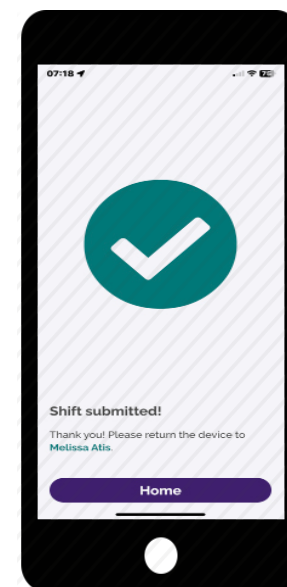 07:18
Shift submitted!
Thank you! Please return the device to
Melissa Atis.
Home